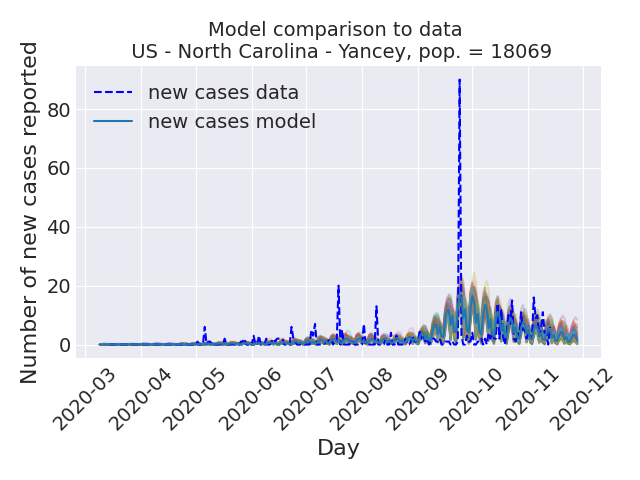 Model comparison to data
US - North Carolina - Yancey, pop. = 18069
Number of new cases reported
80
60
40
20
0
new cases data
new cases model
2020-03
2020-04
2020-05
2020-06
2020-07
2020-08
2020-09
2020-10
2020-11
2020-12
Day